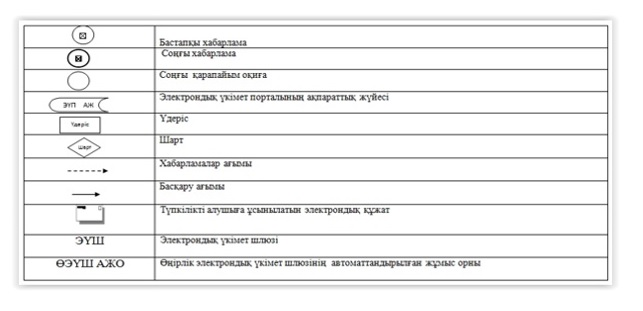 Бастапқы хабарлама
Соңғы хабарлама
Соңғы қарапайым оқиға
ЭҮП АЖ
Электрондық үкімет порталының ақпараттық жүйесі
Үдеріс
Үдеріс
Шарт
Шарт
Хабарламалар ағымы
Басқару ағымы
Түпкілікті алушыға ұсынылатын электрондық құжат
ЭҮШ
Электрондық үкімет шлюзі
ӨЭҮШ АЖО
Өңірлік электрондық үкімет шлюзінің автоматтандырылған жұмыс орны